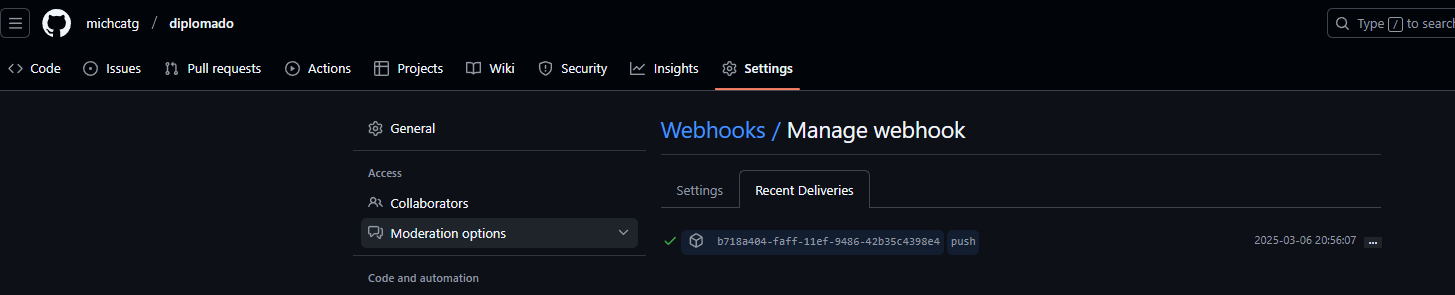 michcatg / diplomado
Type / to search
Code Issues Pull requests Actions Projects Wiki Security Insights Settings
General
Access
Collaborators
Moderation options
Code and automation
Webhooks / Manage webhook
Settings Recent Deliveries
b718a404-faff-11ef-9486-42b35c4398e4 push 2025-03-06 20:56:07 ...